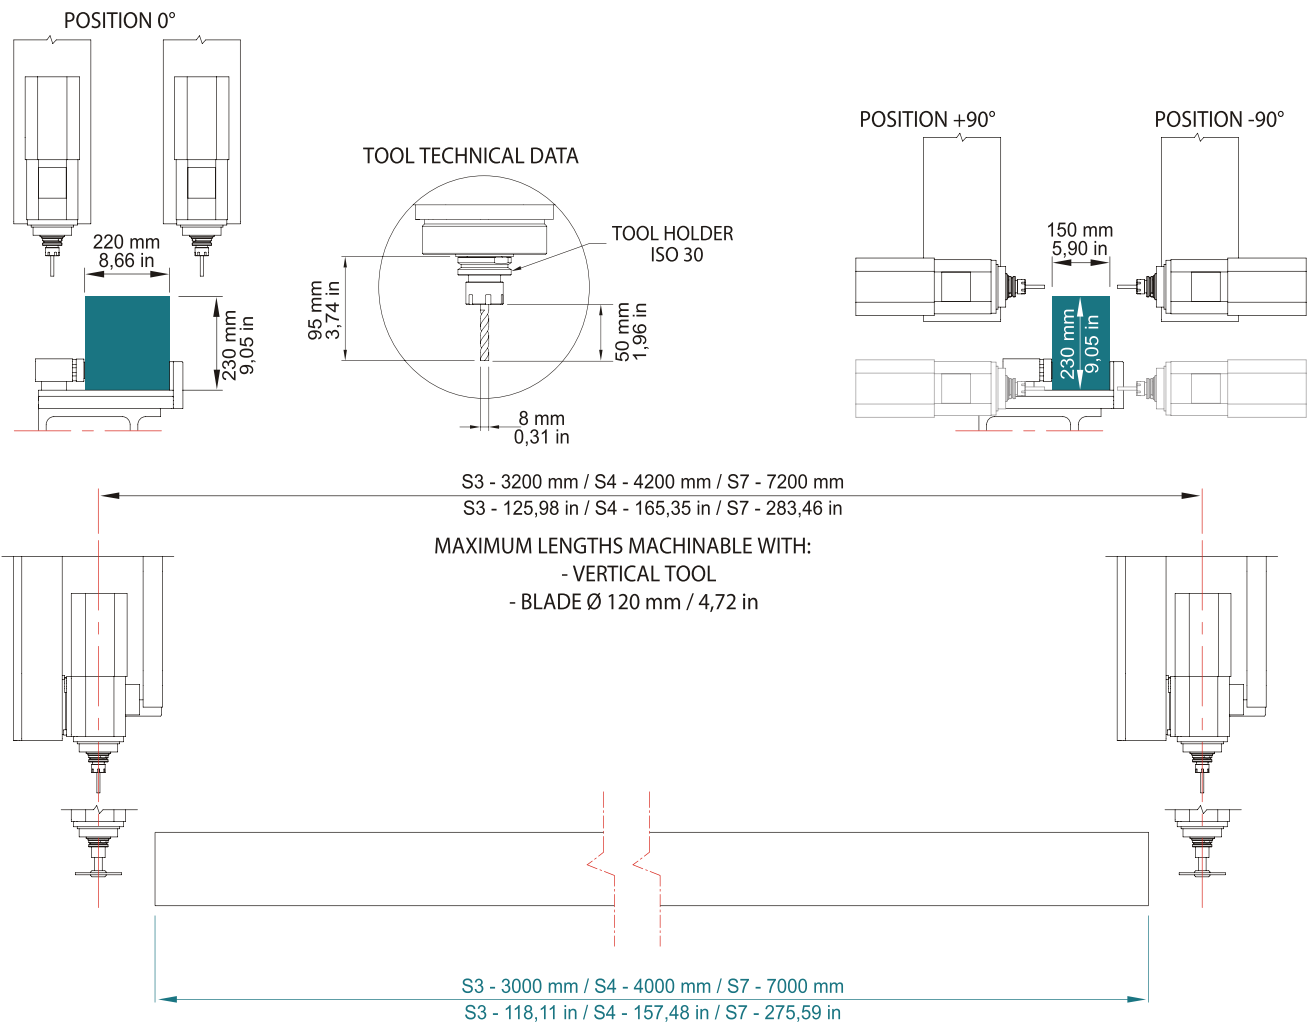 POSITION 0°
220 mm
8,66 in
230 mm
9,05 in
TOOL TECHNICAL DATA
TOOL HOLDER
ISO 30
95 mm
3,74 in
50 mm
1,96 in
8 mm
0,31 in
POSITION +90°
POSITION -90°
150 mm
5,90 in
230 mm
9,05 in
S3 - 3200 mm / S4 - 4200 mm / S7 - 7200 mm
S3 - 125,98 in / S4 - 165,35 in / S7 - 283,46 in
MAXIMUM LENGTHS MACHINABLE WITH:
- VERTICAL TOOL
- BLADE Ø 120 mm / 4,72 in
S3 - 3000 mm / S4 - 4000 mm / S7 - 7000 mm
S3 - 118,11 in / S4 - 157,48 in / S7 - 275,59 in